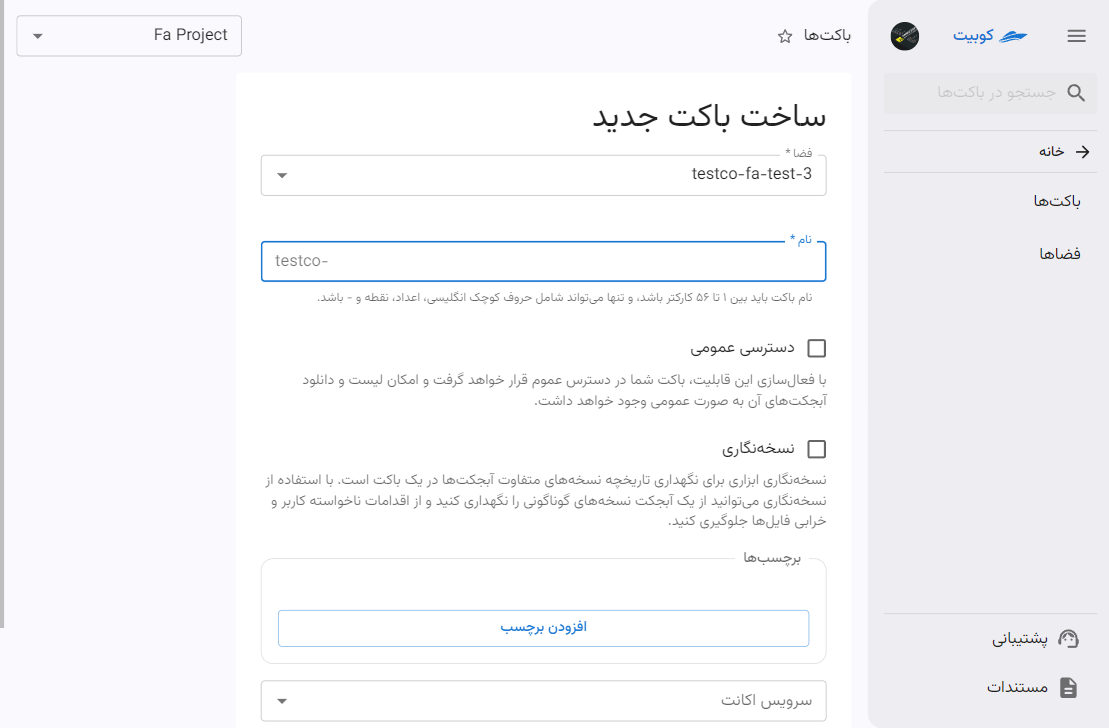 کوبیت
باکت‌ها
Fa Project
جستجو در باکت‌ها
خانه
باکت‌ها
فضاها
پشتیبانی
مستندات
ساخت باکت جدید
فضا *
testco-fa-test-3
نام *
testco-
نام باکت باید بین ۱ تا ۵۶ کارکتر باشد، و تنها می‌تواند شامل حروف کوچک انگلیسی، اعداد، نقطه و - باشد.
دسترسی عمومی
با فعال‌سازی این قابلیت، باکت شما در دسترس عموم قرار خواهد گرفت و امکان لیست و دانلود
آبجکت‌های آن به صورت عمومی وجود خواهد داشت.
نسخه‌نگاری
نسخه‌نگاری ابزاری برای نگهداری تاریخچه نسخه‌های متفاوت آبجکت‌ها در یک باکت است. با استفاده از
نسخه‌نگاری می‌توانید از یک آبجکت نسخه‌های گوناگونی را نگهداری کنید و از اقدامات ناخواسته کاربر و
خرابی فایل‌ها جلوگیری کنید.
برچسب‌ها
افزودن برچسب
سرویس اکانت